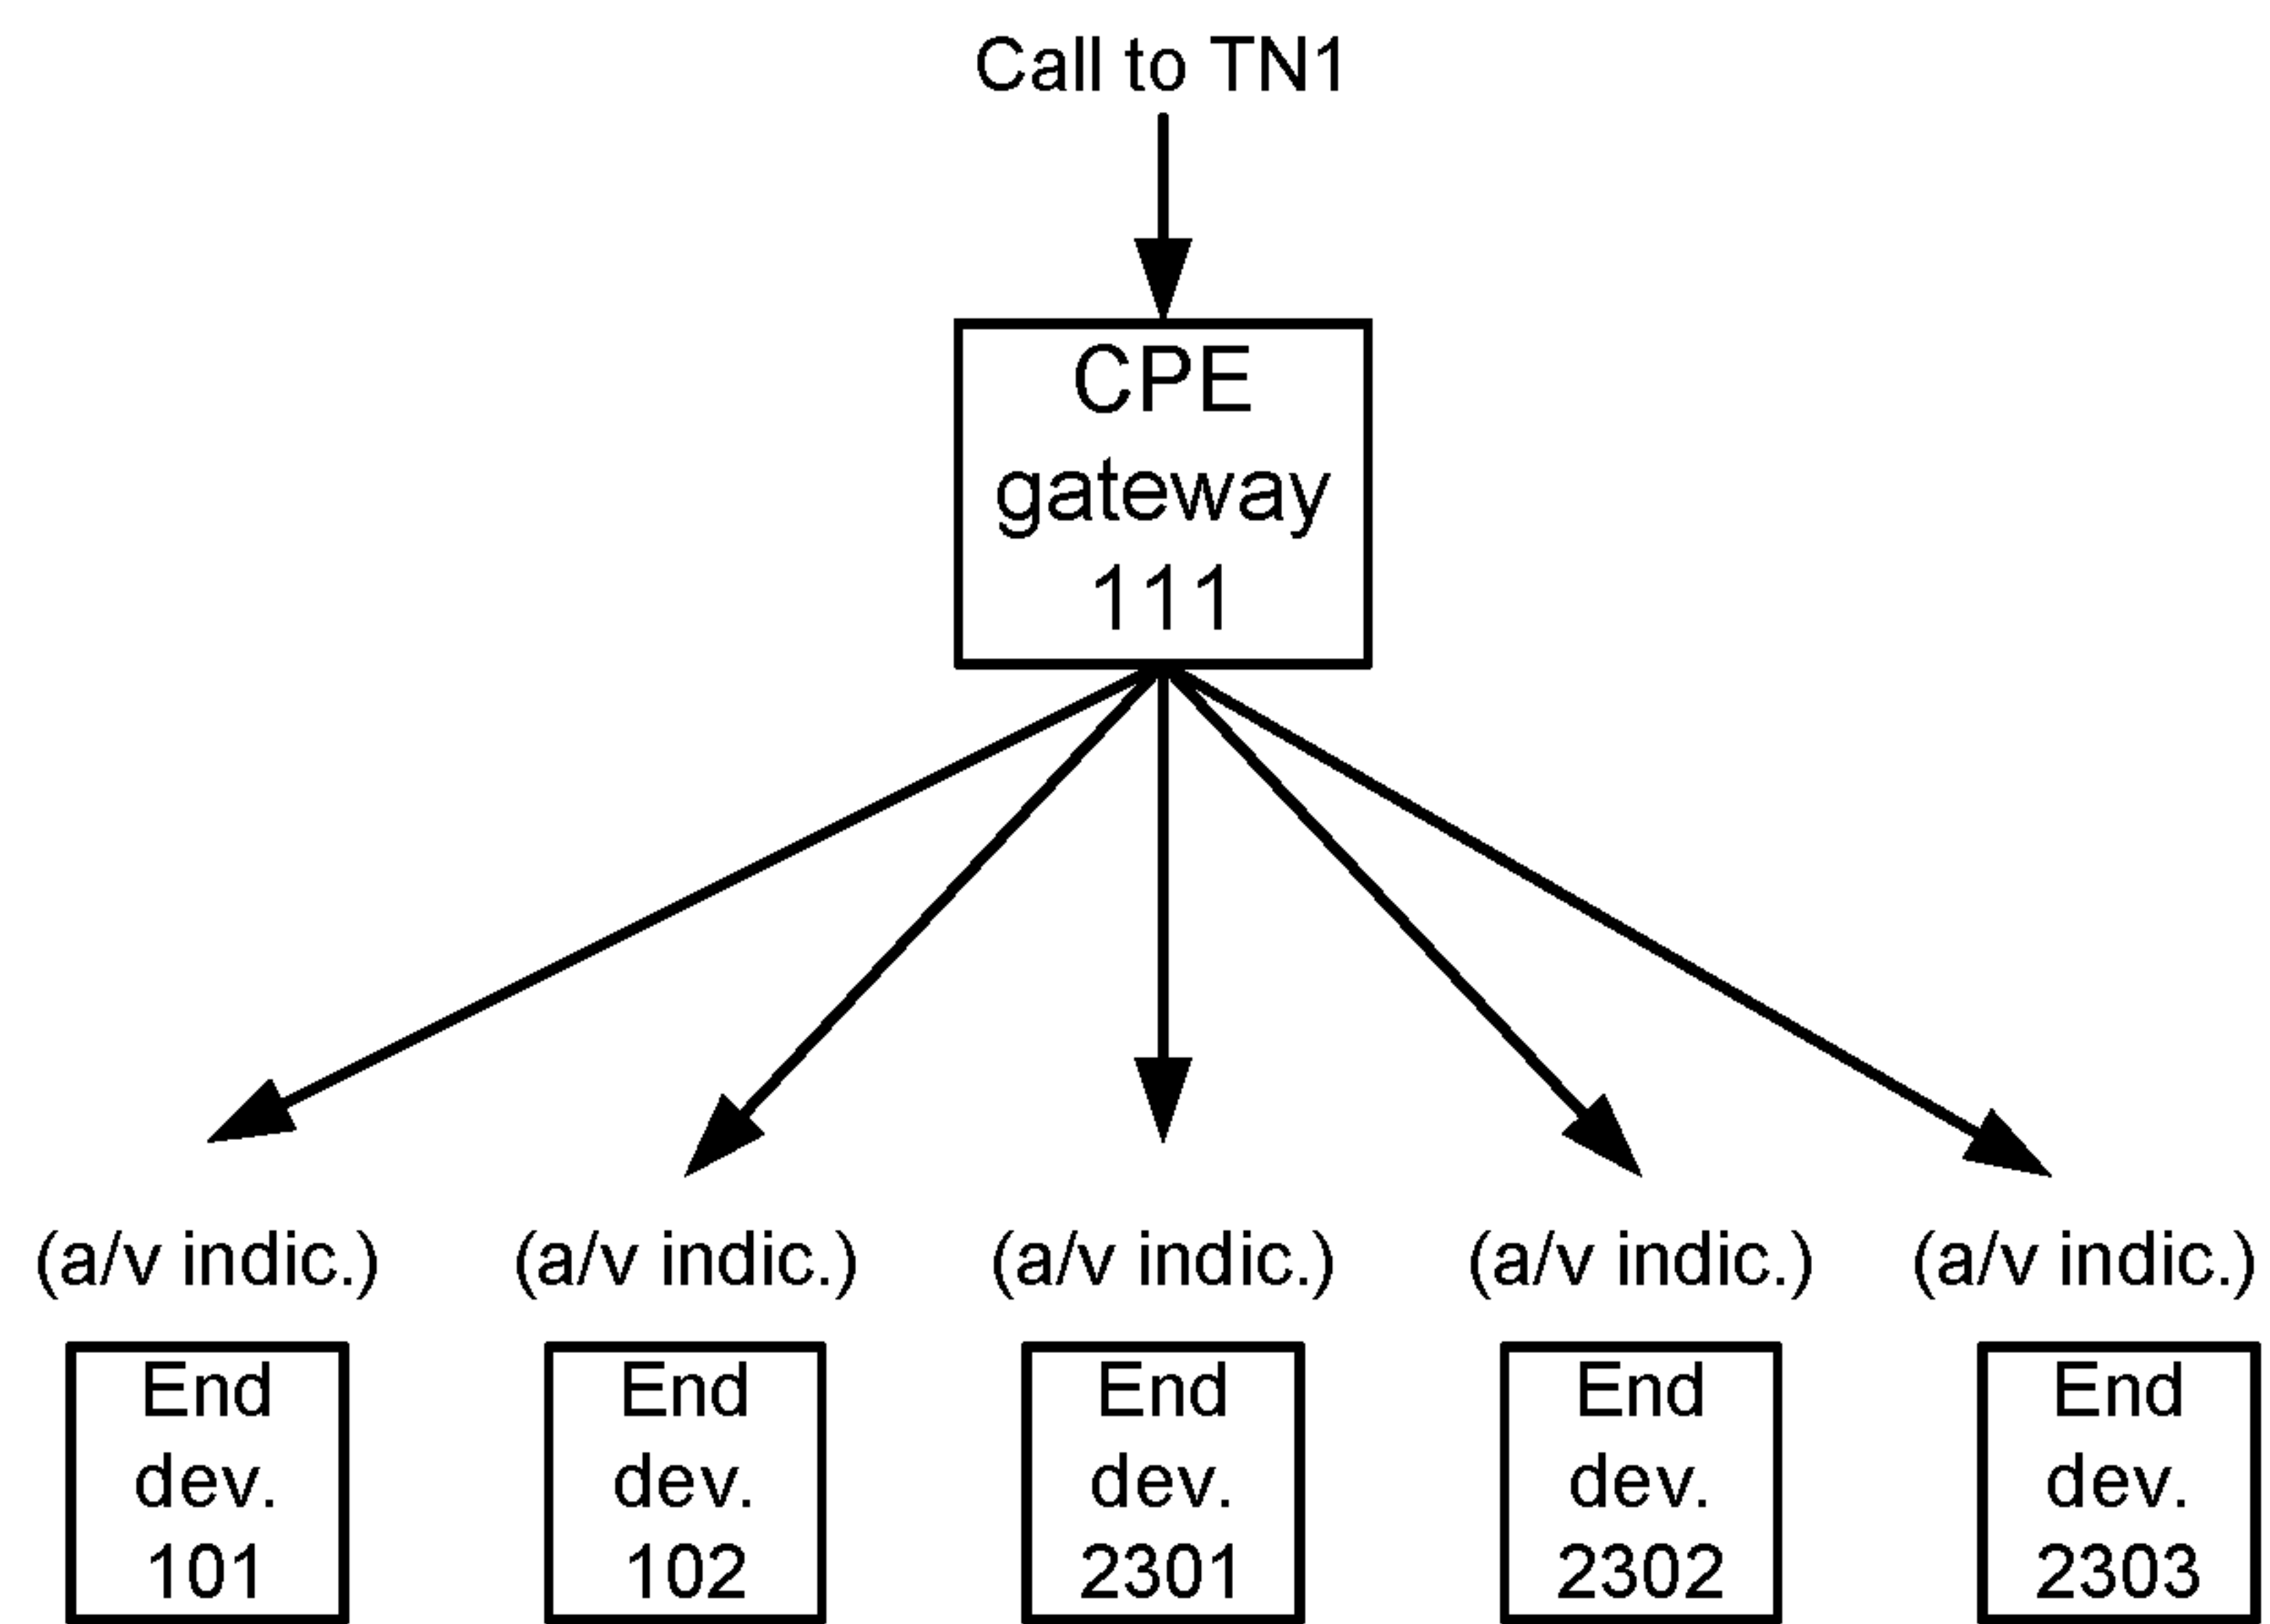 Call to TN1
CPE
gateway
111
(a/v indic.) (a/v indic.) (a/v indic.) (a/v indic.) (a/v indic.)
End
dev.
101
End
dev.
102
End
dev.
2301
End
dev.
2302
End
dev.
2303